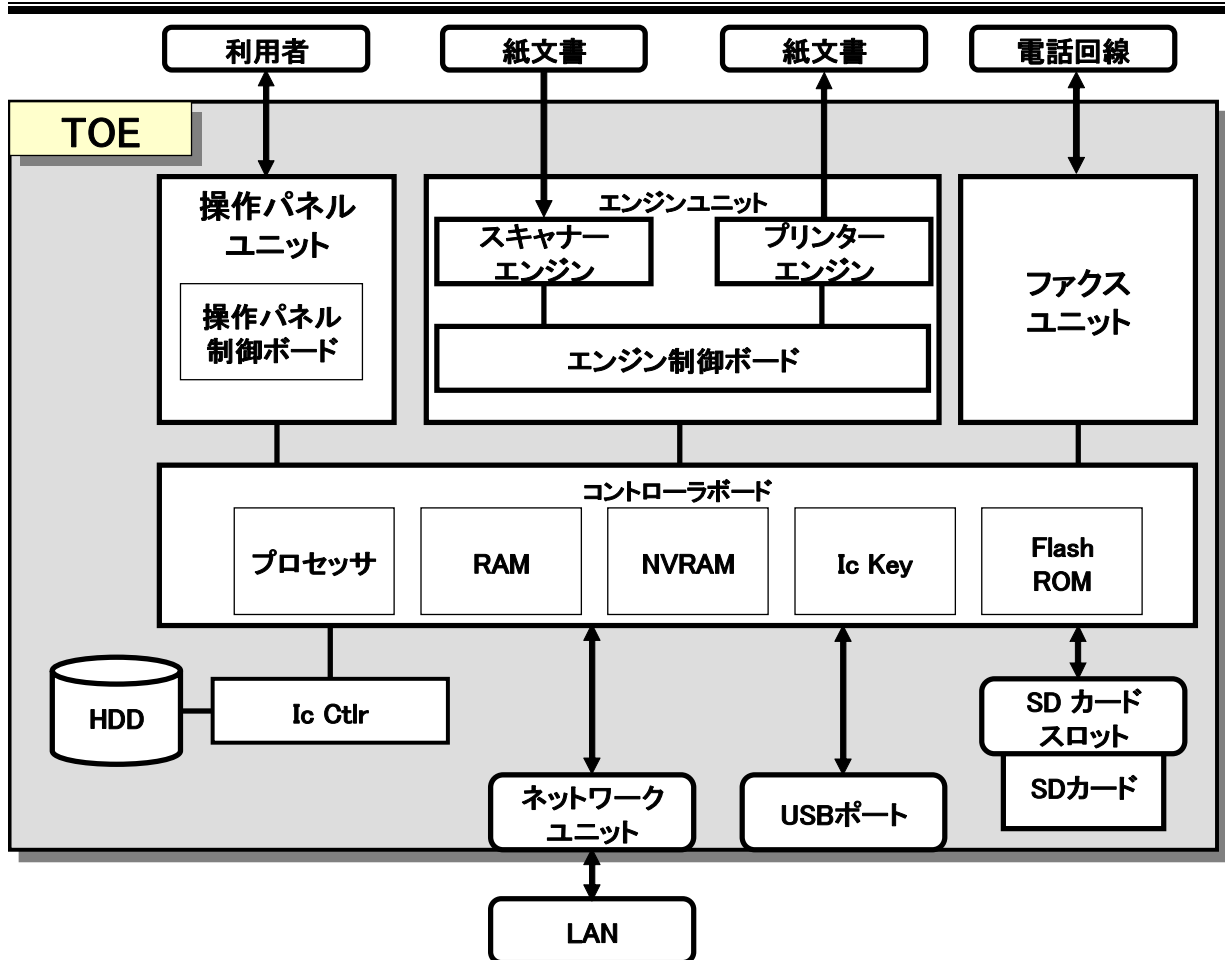 利用者
紙文書
紙文書
電話回線
TOE
操作パネル
ユニット
操作パネル
制御ボード
エンジンユニット
スキャナー
エンジン
プリンター
エンジン
エンジン制御ボード
ファクス
ユニット
コントローラボード
プロセッサ
RAM
NVRAM
Ic Key
Flash
ROM
HDD
Ic Ctlr
SD カード
スロット
SDカード
ネットワーク
ユニット
USBポート
LAN